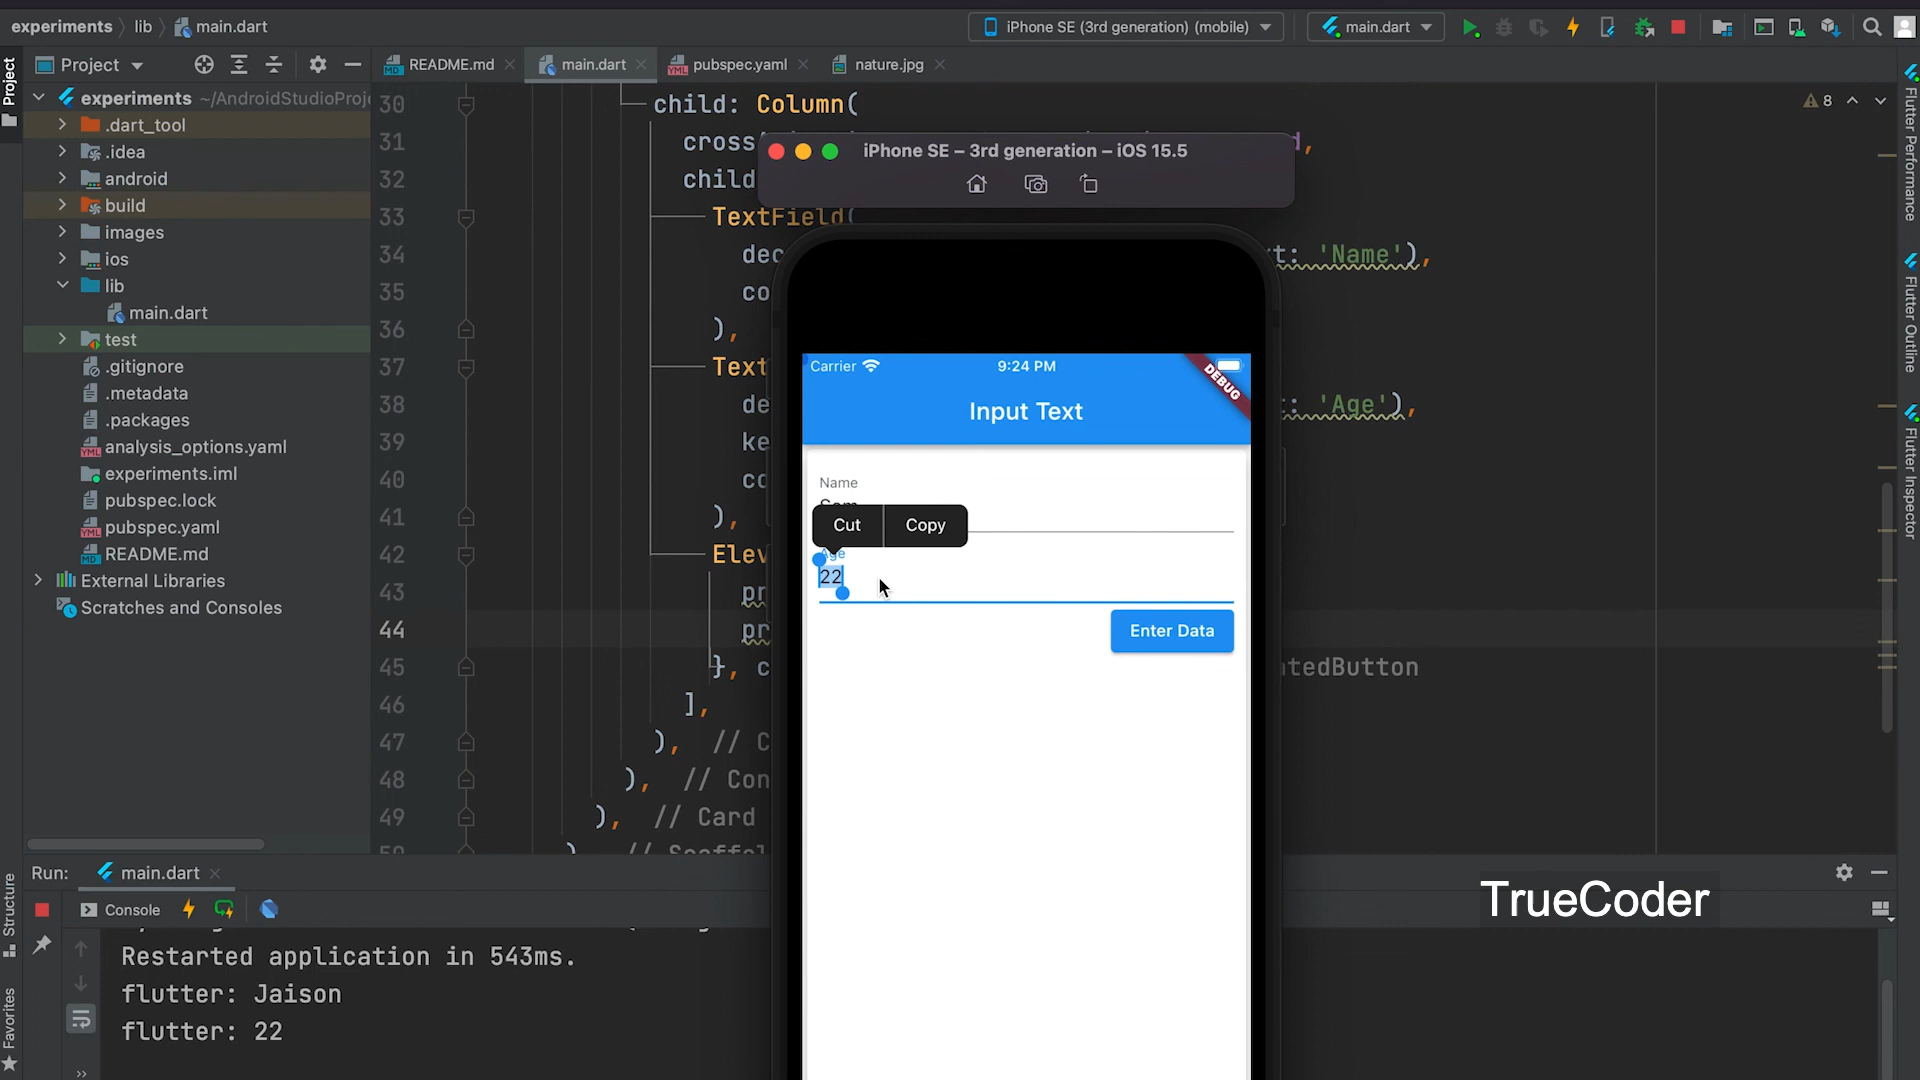 experiments
lib
main.dart
iPhone SE (3rd generation) (mobile)
main.dart
Project
Project
README.md
main.dart
pubspec.yaml
nature.jpg
experiments ~/AndroidStudioProj
.dart_tool
.idea
android
build
images
ios
lib
main.dart
test
.gitignore
.metadata
.packages
analysis_options.yaml
experiments.iml
pubspec.lock
pubspec.yaml
README.md
External Libraries
Scratches and Consoles
30 child: Column(
31 cross
32 child
33 TextField(
34 dec t: 'Name'),
35 co
36 ),
37 Text
38 de t: 'Age'),
39 ke
40 co
41 ),
42 Elev
43 pr
44 pr
45 }, c tedButton
46 ],
47 ), // C
48 ), // Con
49 ), // Card
8
iPhone SE – 3rd generation – iOS 15.5
Carrier
9:24 PM
DEBUG
Input Text
Name
Cut
Copy
Age
22
Enter Data
Flutter Performance
Flutter Outline
Flutter Inspector
Run:
main.dart
Console
Structure
Favorites
Restarted application in 543ms.
flutter: Jaison
flutter: 22
TrueCoder